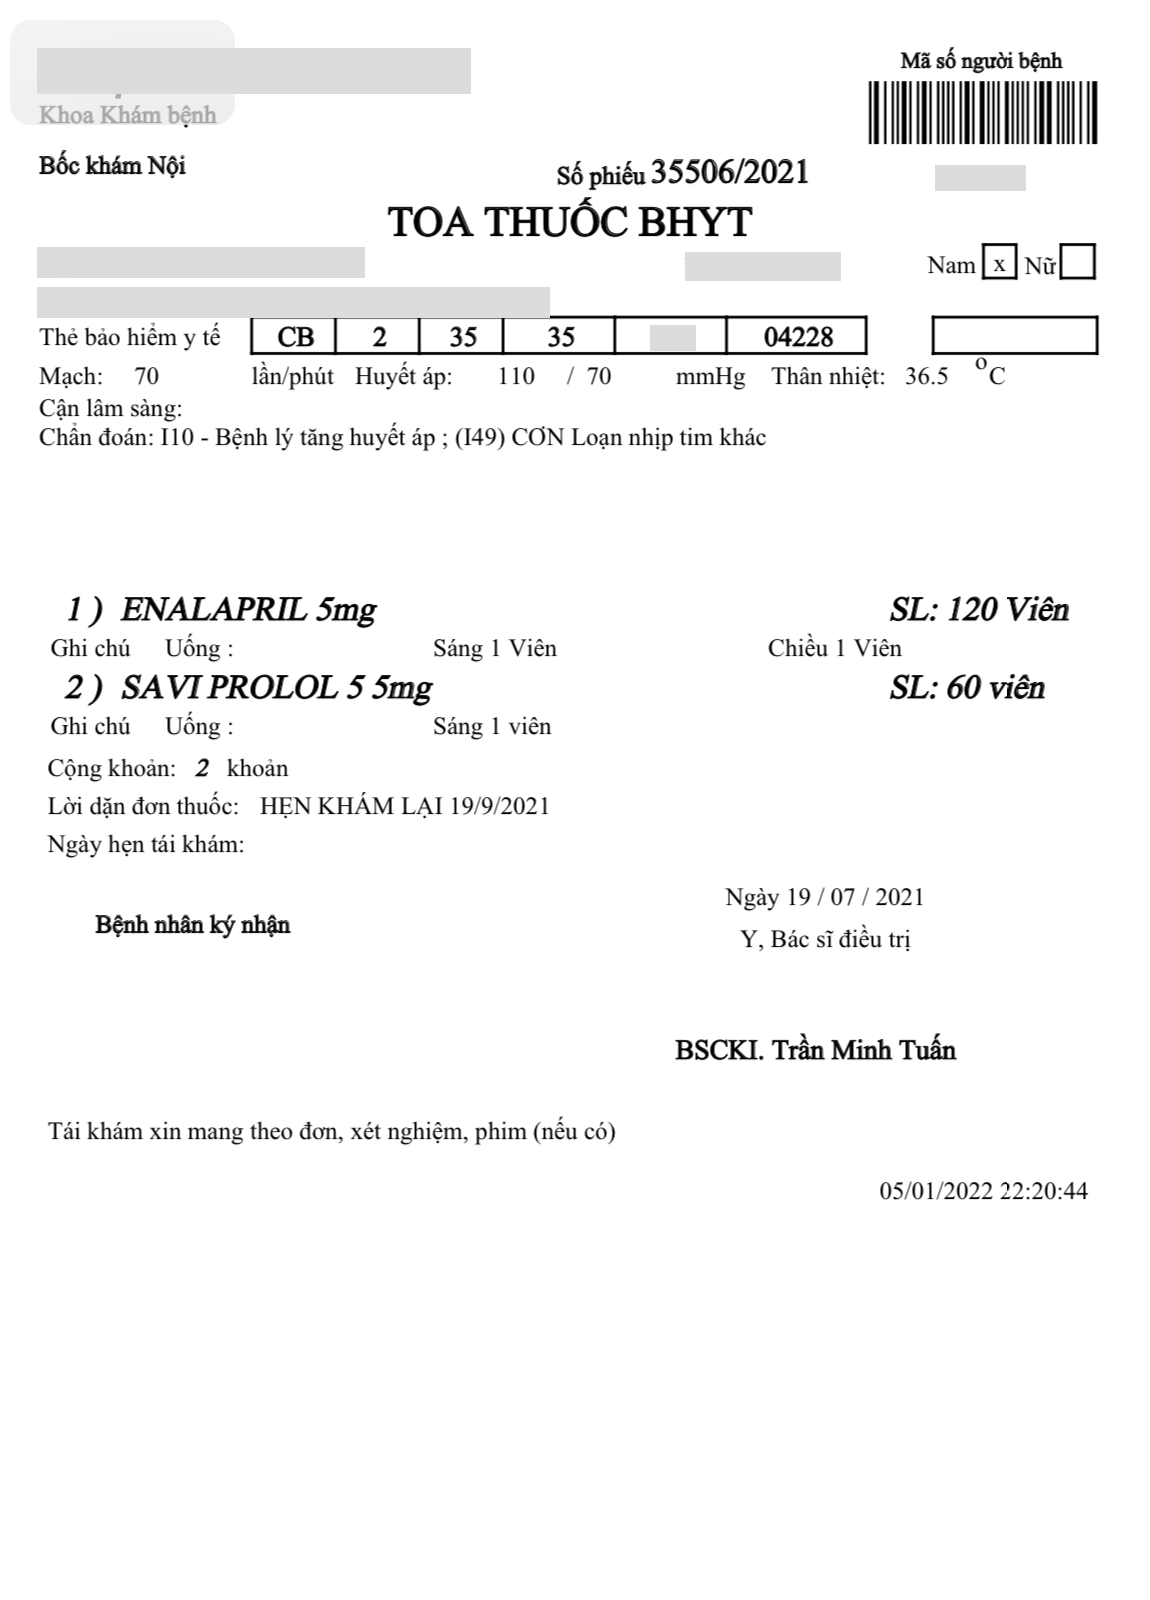 Mã số người bệnh
Khoa Khám bệnh
Bốc khám Nội
Số phiếu 35506/2021
TOA THUỐC BHYT
Nam x Nữ
Thẻ bảo hiểm y tế CB 2 35 35 04228
Mạch: 70 lần/phút Huyết áp: 110 / 70 mmHg Thân nhiệt: 36.5 °C
Cận lâm sàng:
Chẩn đoán: I10 - Bệnh lý tăng huyết áp ; (I49) CƠN Loạn nhịp tim khác
1 ) ENALAPRIL 5mg SL: 120 Viên
Ghi chú Uống : Sáng 1 Viên Chiều 1 Viên
2 ) SAVI PROLOL 5 5mg SL: 60 viên
Ghi chú Uống : Sáng 1 viên
Cộng khoản: 2 khoản
Lời dặn đơn thuốc: HẸN KHÁM LẠI 19/9/2021
Ngày hẹn tái khám:
Ngày 19 / 07 / 2021
Bệnh nhân ký nhận
Y, Bác sĩ điều trị
BSCKI. Trần Minh Tuấn
Tái khám xin mang theo đơn, xét nghiệm, phim (nếu có)
05/01/2022 22:20:44